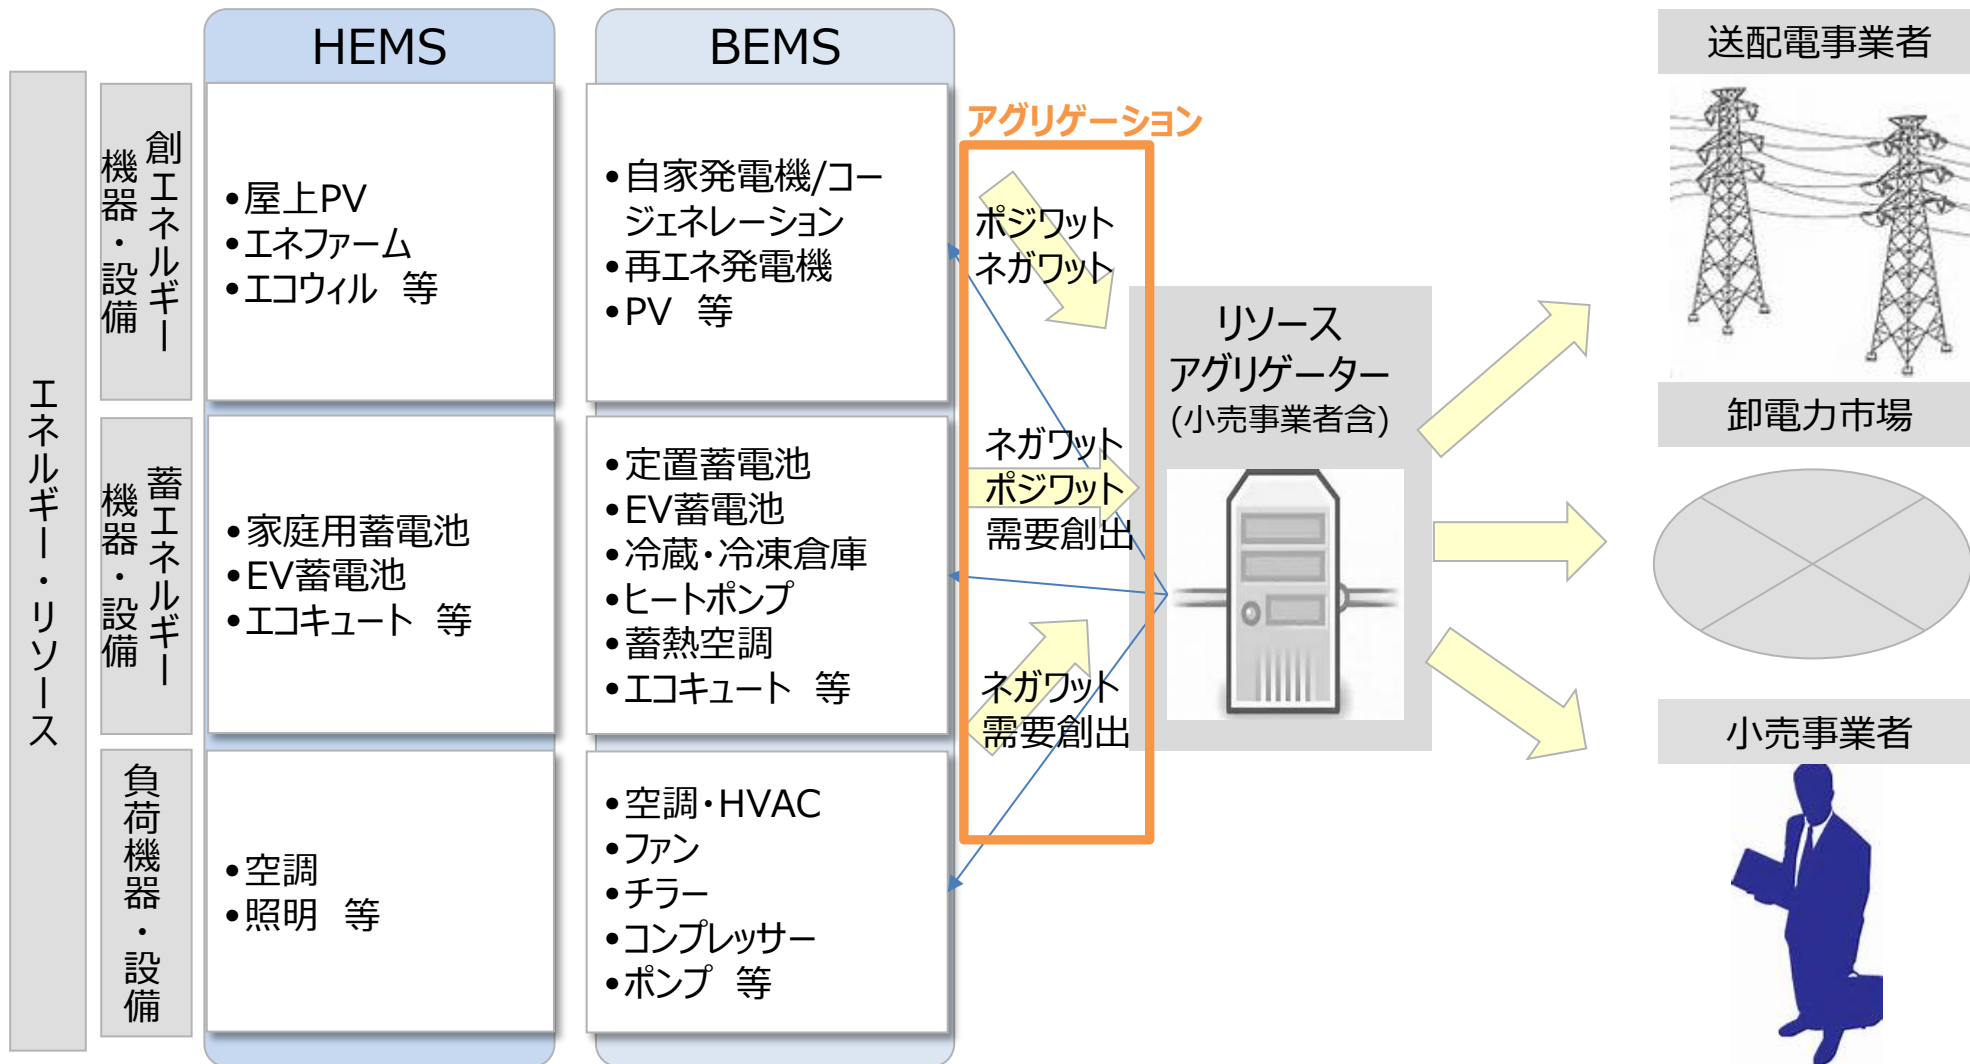 HEMS
BEMS
エネルギー・リソース
創エネルギー
機器・設備
•屋上PV
•エネファーム
•エコウィル 等
•自家発電機/コー
ジェネレーション
•再エネ発電機
•PV 等
蓄エネルギー
機器・設備
•家庭用蓄電池
•EV蓄電池
•エコキュート 等
•定置蓄電池
•EV蓄電池
•冷蔵・冷凍倉庫
•ヒートポンプ
•蓄熱空調
•エコキュート 等
負荷機器・設備
•空調
•照明 等
•空調・HVAC
•ファン
•チラー
•コンプレッサー
•ポンプ 等
アグリゲーション
ポジワット
ネガワット
ネガワット
ポジワット
需要創出
ネガワット
需要創出
リソース
アグリゲーター
(小売事業者含)
送配電事業者
卸電力市場
小売事業者